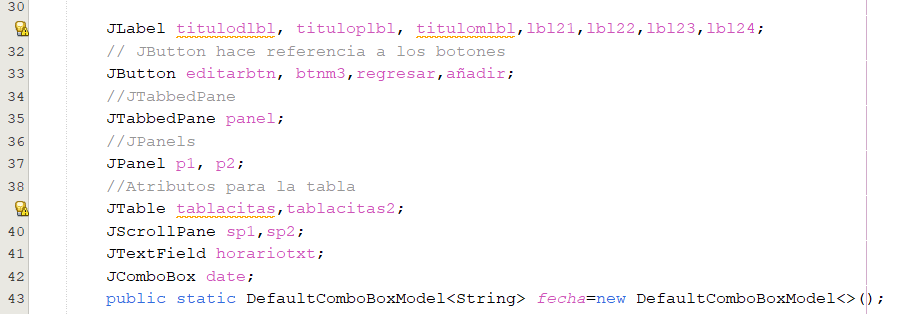 30
JLabel titulodlbl, tituloplbl, titulomlbl,lbl21,lbl22,lbl23,lbl24;
32 // JButton hace referencia a los botones
33 JButton editarbtn, btnm3,regresar,añadir;
34 //JTabbedPane
35 JTabbedPane panel;
36 //JPanels
37 JPanel p1, p2;
38 //Atributos para la tabla
JTable tablacitas,tablacitas2;
40 JScrollPane sp1,sp2;
41 JTextField horariotxt;
42 JComboBox date;
43 public static DefaultComboBoxModel<String> fecha=new DefaultComboBoxModel<>();